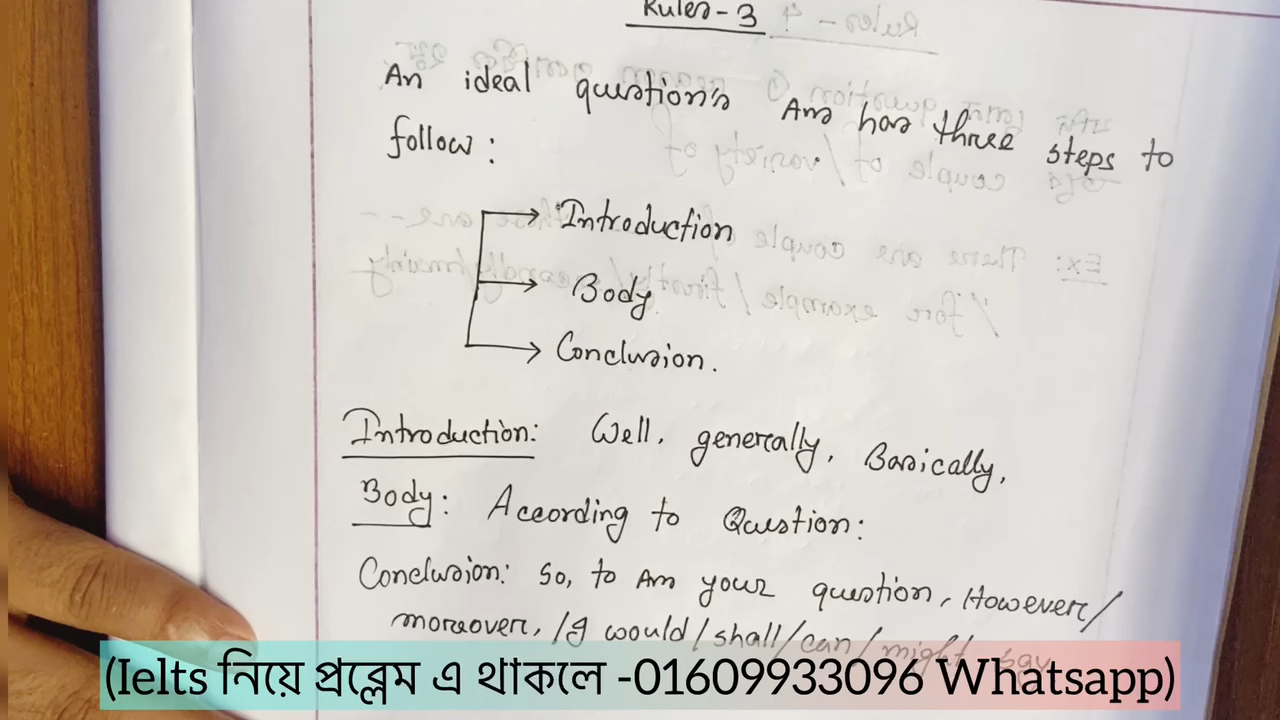 Rules-3
An ideal question's Ans has three steps to
follow:
Introduction
Body
Conclusion.
Introduction: Well, generally, Basically,
Body: According to Question:
Conclusion: So, to Ans your question, However/
moreover, /I would/shall/can/might say
(Ielts নিয়ে প্রব্লেম এ থাকলে -01609933096 Whatsapp)